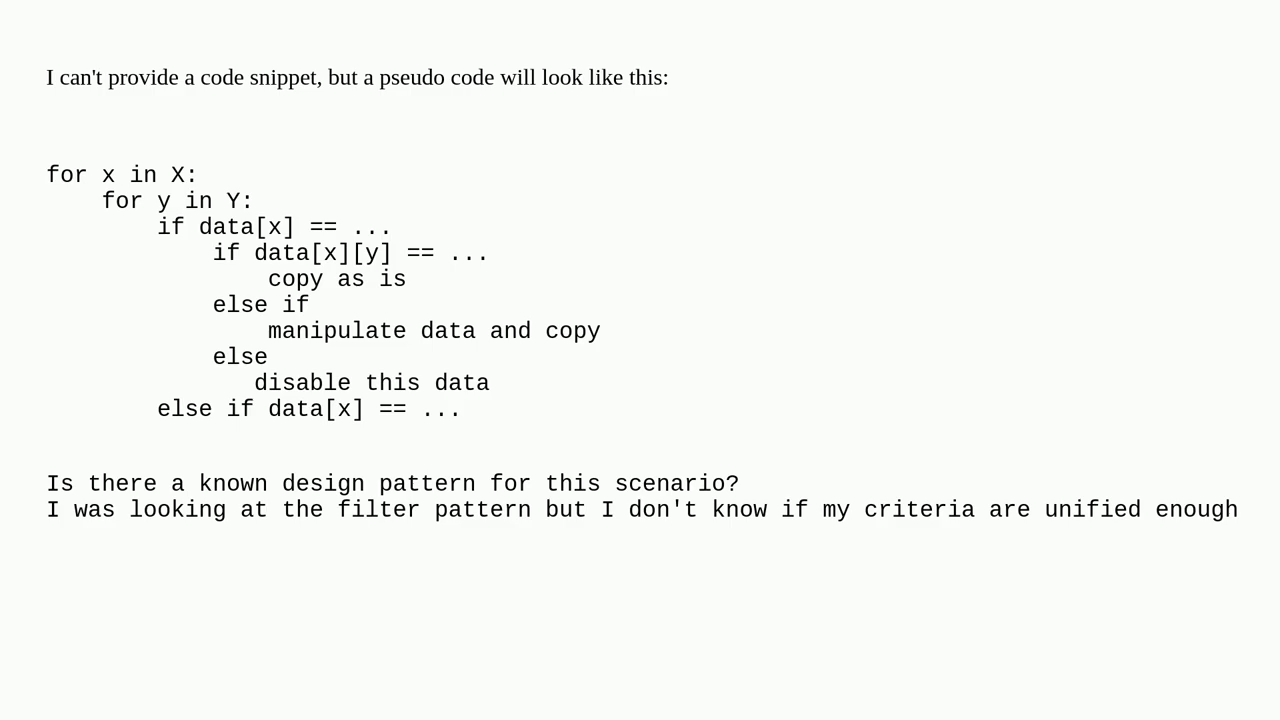 I can't provide a code snippet, but a pseudo code will look like this:
for x in X:
    for y in Y:
        if data[x] == ...
            if data[x][y] == ...
                copy as is
            else if
                manipulate data and copy
            else
               disable this data
        else if data[x] == ...
Is there a known design pattern for this scenario?
I was looking at the filter pattern but I don't know if my criteria are unified enough